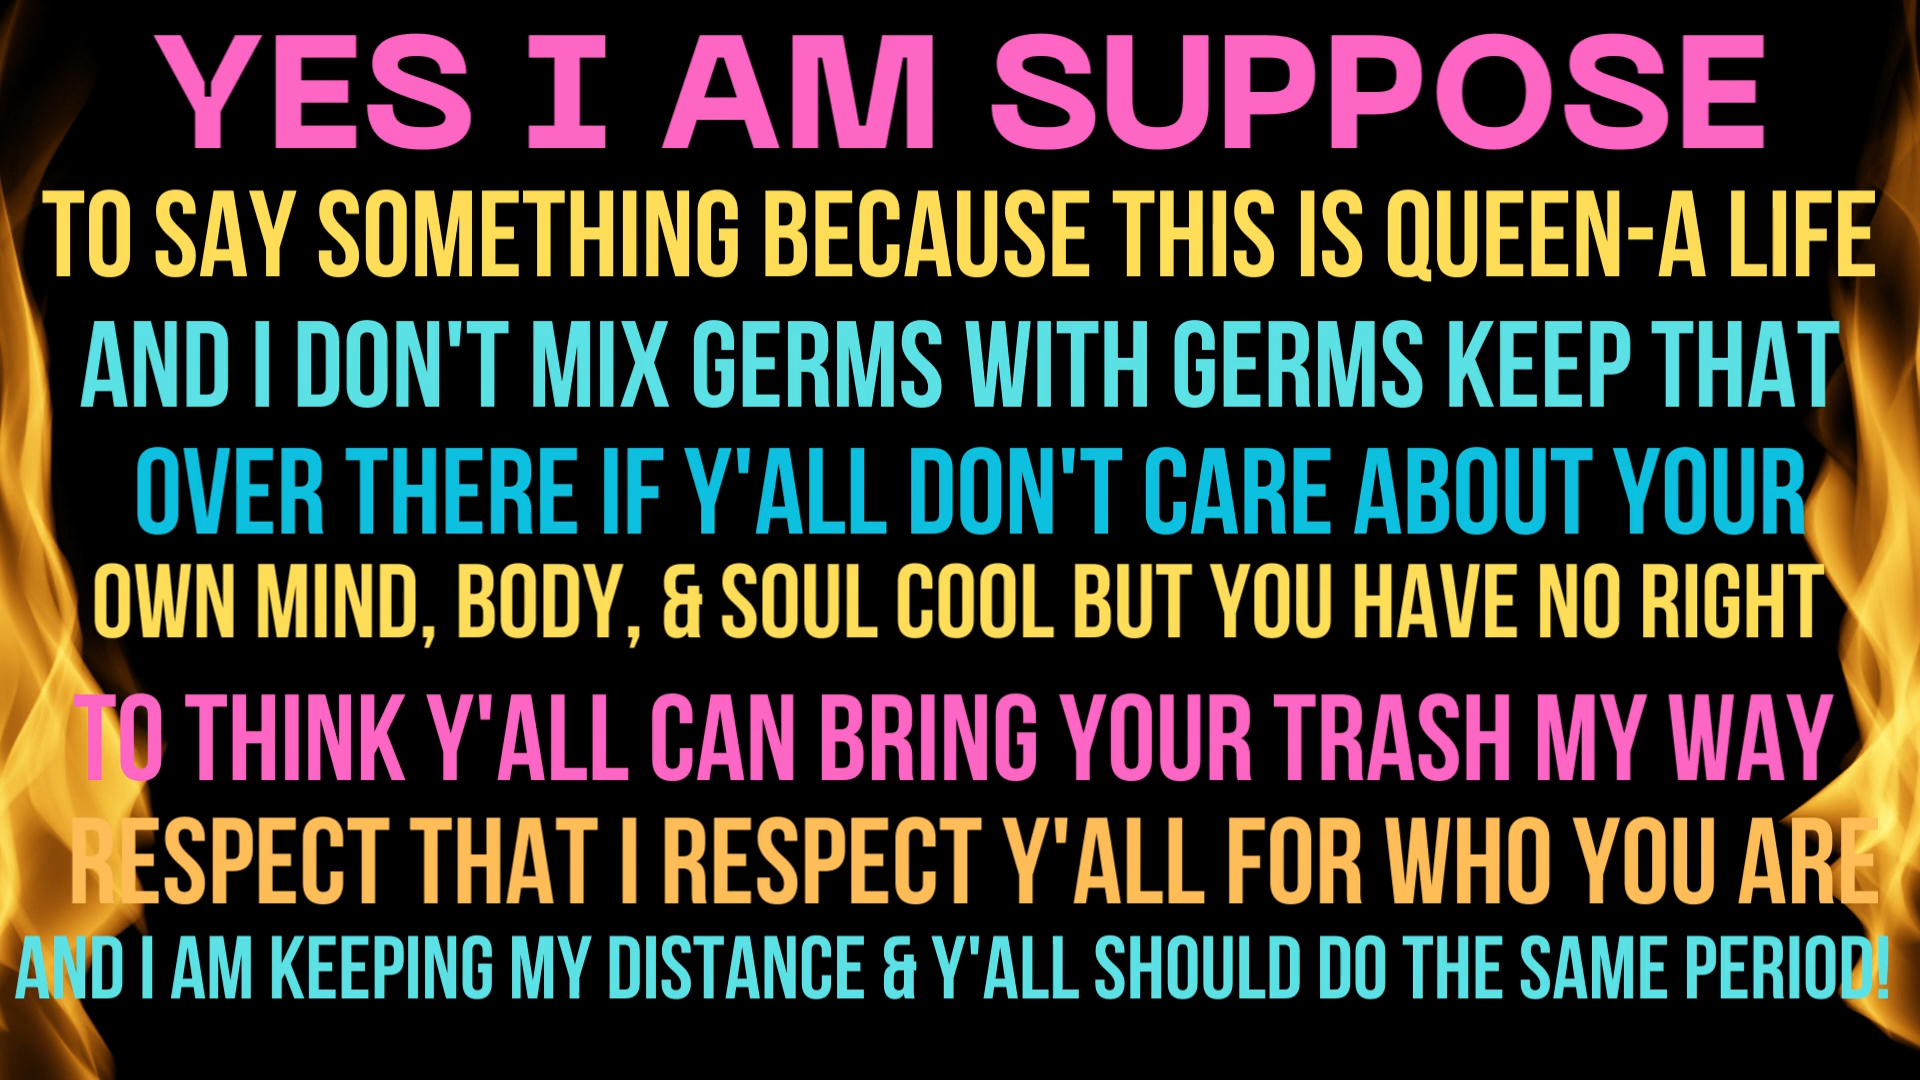 YES I AM SUPPOSE
TO SAY SOMETHING BECAUSE THIS IS QUEEN-A LIFE
AND I DON'T MIX GERMS WITH GERMS KEEP THAT
OVER THERE IF Y'ALL DON'T CARE ABOUT YOUR
OWN MIND, BODY, & SOUL COOL BUT YOU HAVE NO RIGHT
TO THINK Y'ALL CAN BRING YOUR TRASH MY WAY
RESPECT THAT I RESPECT Y'ALL FOR WHO YOU ARE
AND I AM KEEPING MY DISTANCE & Y'ALL SHOULD DO THE SAME PERIOD!